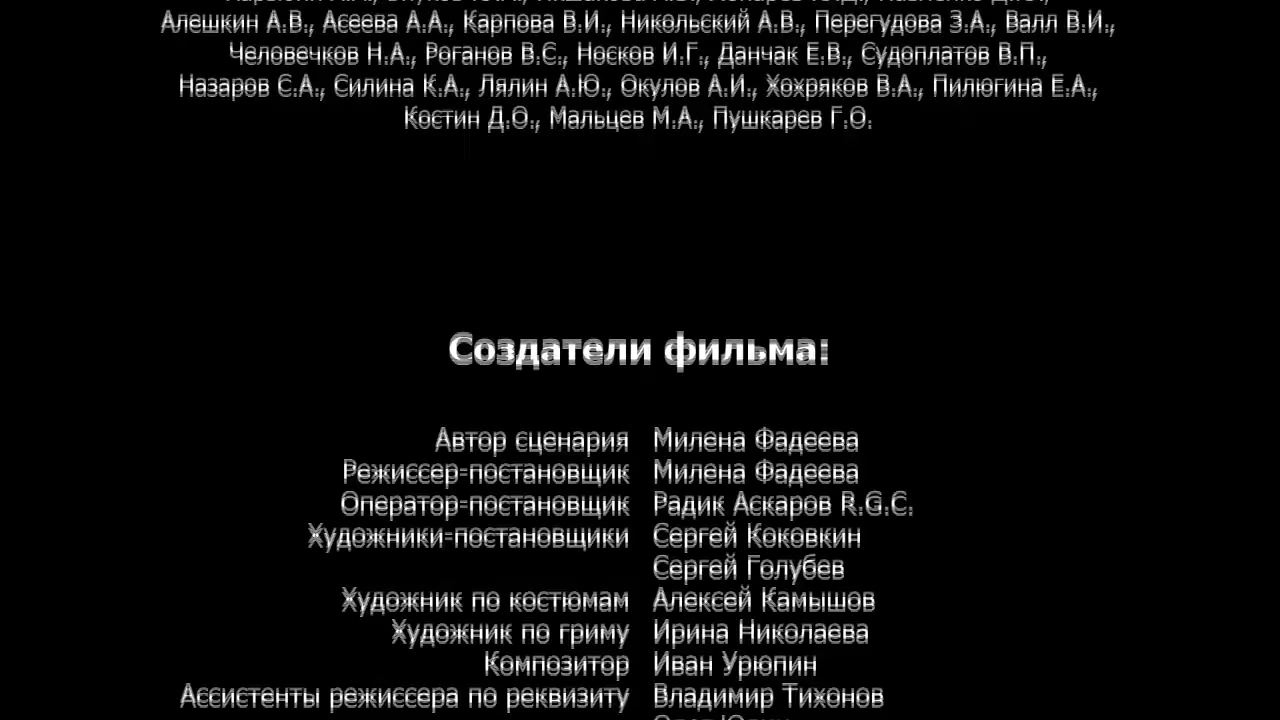 Алешкин А.В., Асеева А.А., Карпова В.И., Никольский А.В., Перегудова З.А., Валл В.И.,
Человечков Н.А., Роганов В.С., Носков И.Г., Данчак Е.В., Судоплатов В.П.,
Назаров С.А., Силина К.А., Лялин А.Ю., Окулов А.И., Хохряков В.А., Пилюгина Е.А.,
Костин Д.О., Мальцев М.А., Пушкарев Г.О.
Создатели фильма:
Автор сценария Милена Фадеева
Режиссер-постановщик Милена Фадеева
Оператор-постановщик Радик Аскаров R.G.C.
Художники-постановщики Сергей Коковкин
Сергей Голубев
Художник по костюмам Алексей Камышов
Художник по гриму Ирина Николаева
Композитор Иван Урюпин
Ассистенты режиссера по реквизиту Владимир Тихонов